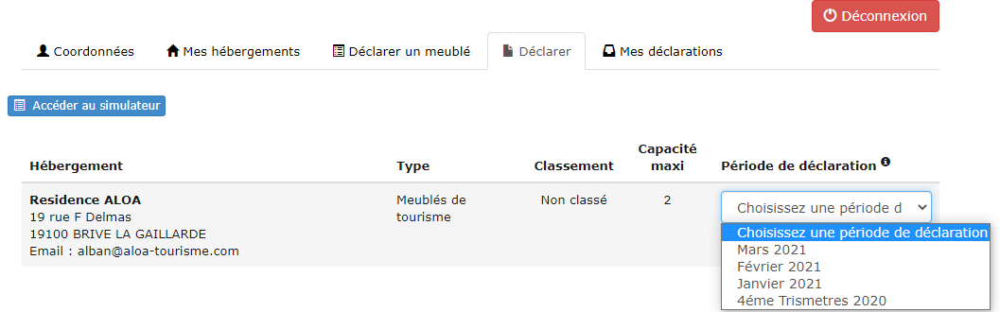 Déconnexion
Coordonnées Mes hébergements Déclarer un meublé Déclarer Mes déclarations
Accéder au simulateur
Hébergement Type Classement Capacité maxi Période de déclaration
Residence ALOA Meublés de tourisme Non classé 2 Choisissez une période d
19 rue F Delmas
19100 BRIVE LA GAILLARDE
Email : alban@aloa-tourisme.com
Choisissez une période de déclaration
Mars 2021
Février 2021
Janvier 2021
4éme Trismetres 2020